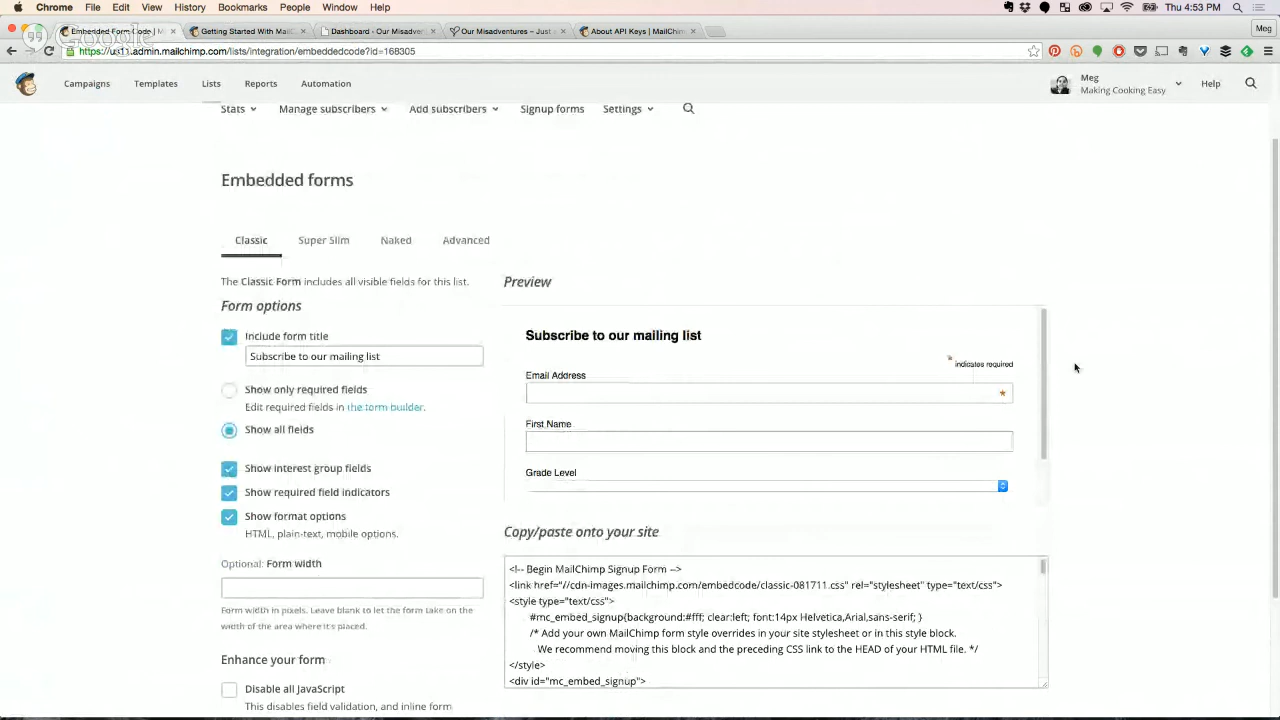 Chrome File Edit View History Bookmarks People Window Help Thu 4:53 PM
Embedded Form Code | M Getting Started With MailC Dashboard ‹ Our Misadven Our Misadventures – Just a About API Keys | MailChim Meg
Google
https://us11.admin.mailchimp.com/lists/integration/embeddedcode?id=168305
Campaigns Templates Lists Reports Automation Meg Help
Making Cooking Easy
Stats Manage subscribers Add subscribers Signup forms Settings
Embedded forms
Classic Super Slim Naked Advanced
The Classic Form includes all visible fields for this list.
Form options
Include form title
Subscribe to our mailing list
Show only required fields
Edit required fields in the form builder.
Show all fields
Show interest group fields
Show required field indicators
Show format options
HTML, plain-text, mobile options.
Optional: Form width
Form width in pixels. Leave blank to let the form take on the
width of the area where it's placed.
Enhance your form
Disable all JavaScript
This disables field validation, and inline form
Preview
Subscribe to our mailing list
* indicates required
Email Address
*
First Name
Grade Level
Copy/paste onto your site
<!-- Begin MailChimp Signup Form -->
<link href="//cdn-images.mailchimp.com/embedcode/classic-081711.css" rel="stylesheet" type="text/css">
<style type="text/css">
#mc_embed_signup{background:#fff; clear:left; font:14px Helvetica,Arial,sans-serif; }
/* Add your own MailChimp form style overrides in your site stylesheet or in this style block.
We recommend moving this block and the preceding CSS link to the HEAD of your HTML file. */
</style>
<div id="mc_embed_signup">